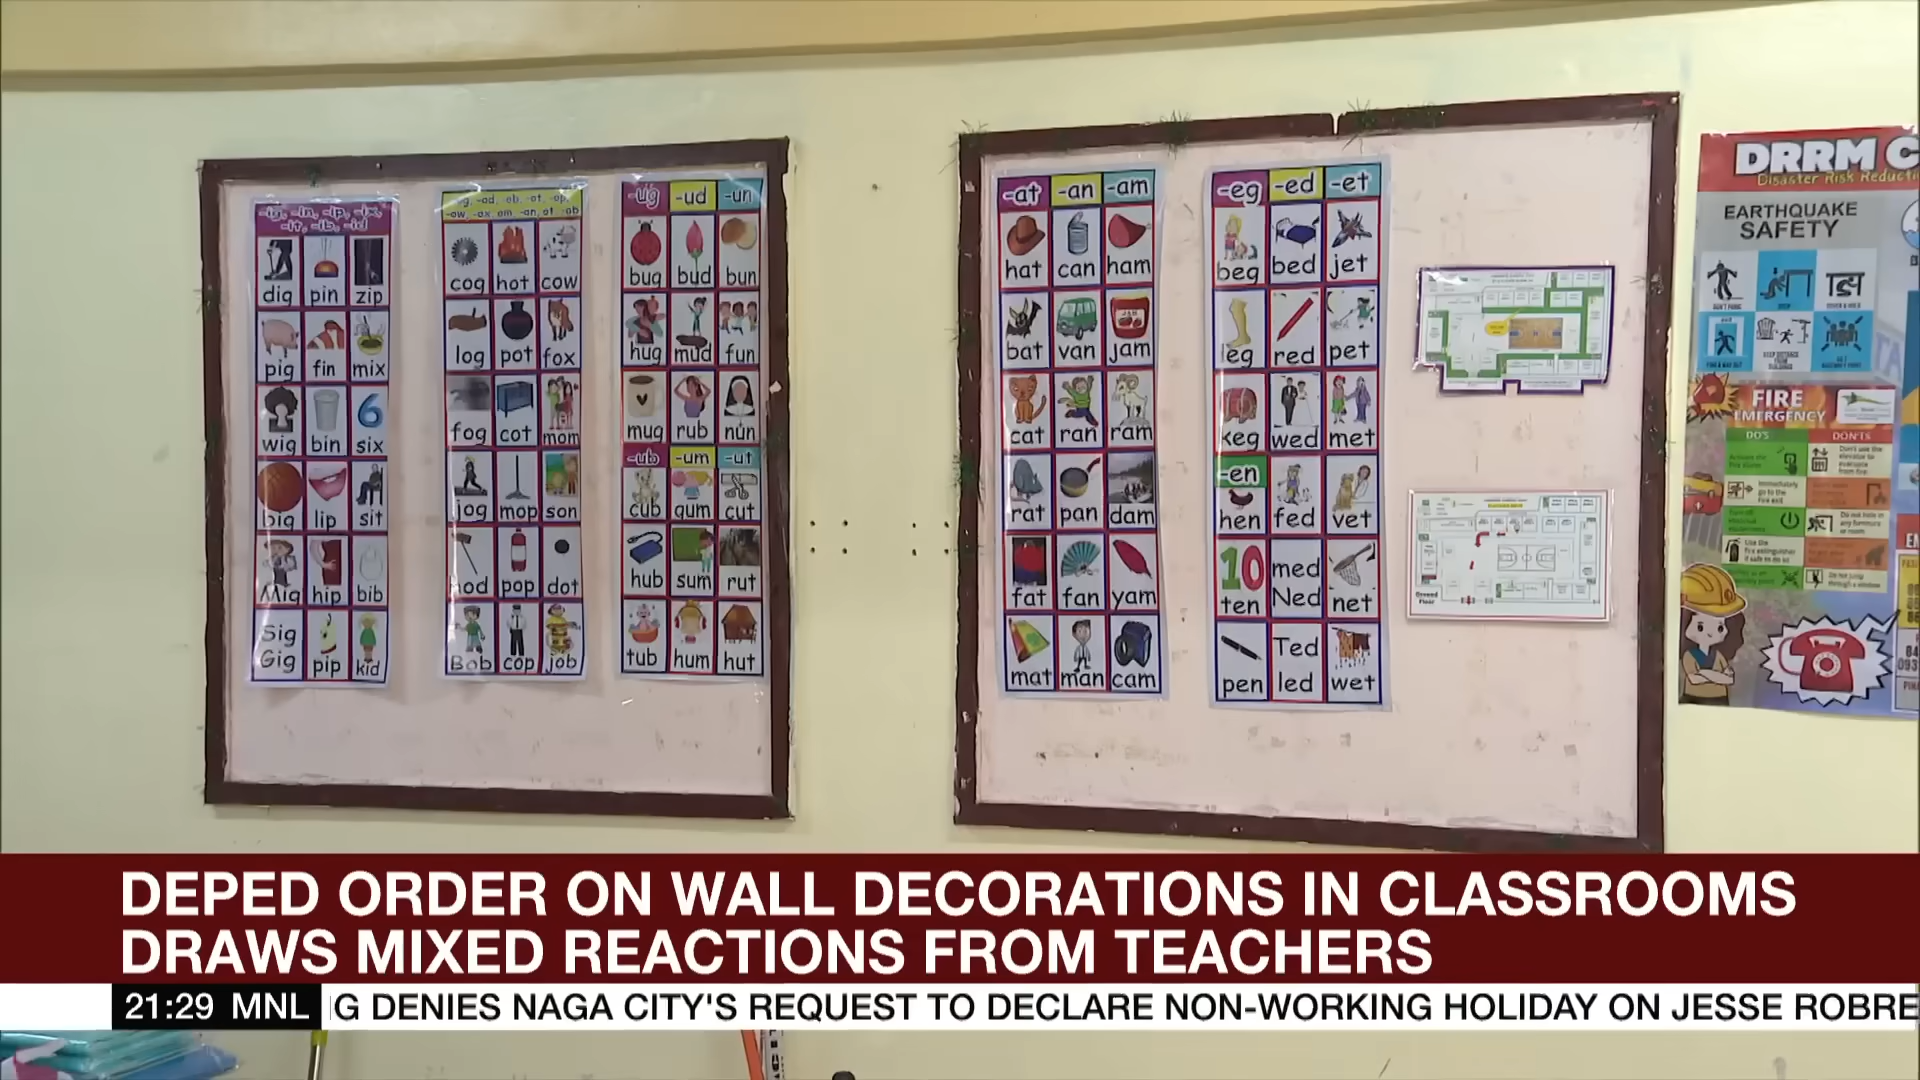 -ig, -in, -ip, -ix,
-it, -ib, -id
dig pin zip
pig fin mix
wig bin six
big lip sit
Mig hip bib
Sig
Gig pip kid
cog hot cow
log pot fox
fog cot mom
jog mop son
hod pop dot
Bob cop job
-ug -ud -un
bug bud bun
hug mud fun
mug rub nun
-ub -um -ut
cub gum cut
hub sum rut
tub hum hut
-at -an -am
hat can ham
bat van jam
cat ran ram
rat pan dam
fat fan yam
mat man cam
-eg -ed -et
beg bed jet
leg red pet
keg wed met
-en
hen fed vet
10 med
ten Ned net
Ted
pen led wet
Ground
Floor
DRRM C
Disaster Risk Reducti
EARTHQUAKE
SAFETY
FIRE
EMERGENCY
DO'S DON'TS
DEPED ORDER ON WALL DECORATIONS IN CLASSROOMS
DRAWS MIXED REACTIONS FROM TEACHERS
21:29 MNL G DENIES NAGA CITY'S REQUEST TO DECLARE NON-WORKING HOLIDAY ON JESSE ROBRE